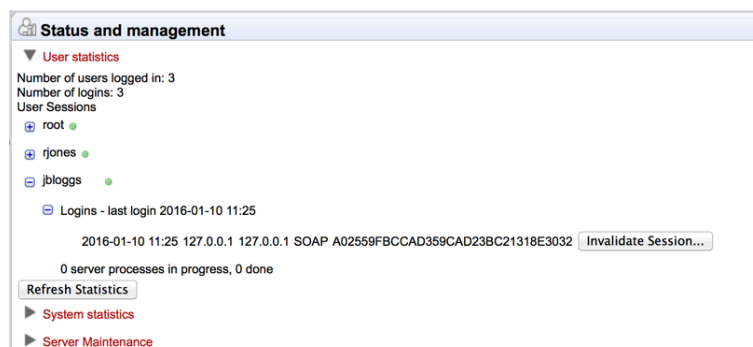 Status and management
User statistics
Number of users logged in: 3
Number of logins: 3
User Sessions
root
rjones
jbloggs
Logins - last login 2016-01-10 11:25
2016-01-10 11:25 127.0.0.1 127.0.0.1 SOAP A02559FBCCAD359CAD23BC21318E3032 Invalidate Session...
0 server processes in progress, 0 done
Refresh Statistics
System statistics
Server Maintenance